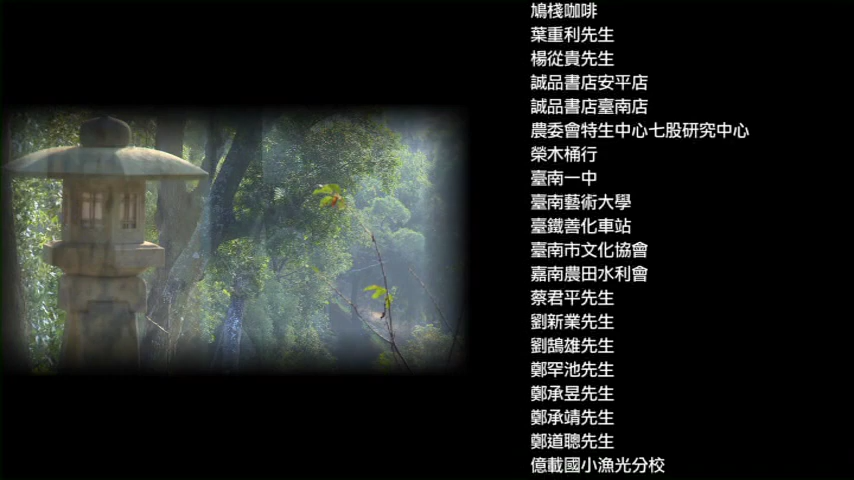 鳩棧咖啡
葉重利先生
楊從貴先生
誠品書店安平店
誠品書店臺南店
農委會特生中心七股研究中心
榮木桶行
臺南一中
臺南藝術大學
臺鐵善化車站
臺南市文化協會
嘉南農田水利會
蔡君平先生
劉新業先生
劉鵠雄先生
鄭罕池先生
鄭承昱先生
鄭承靖先生
鄭道聰先生
億載國小漁光分校